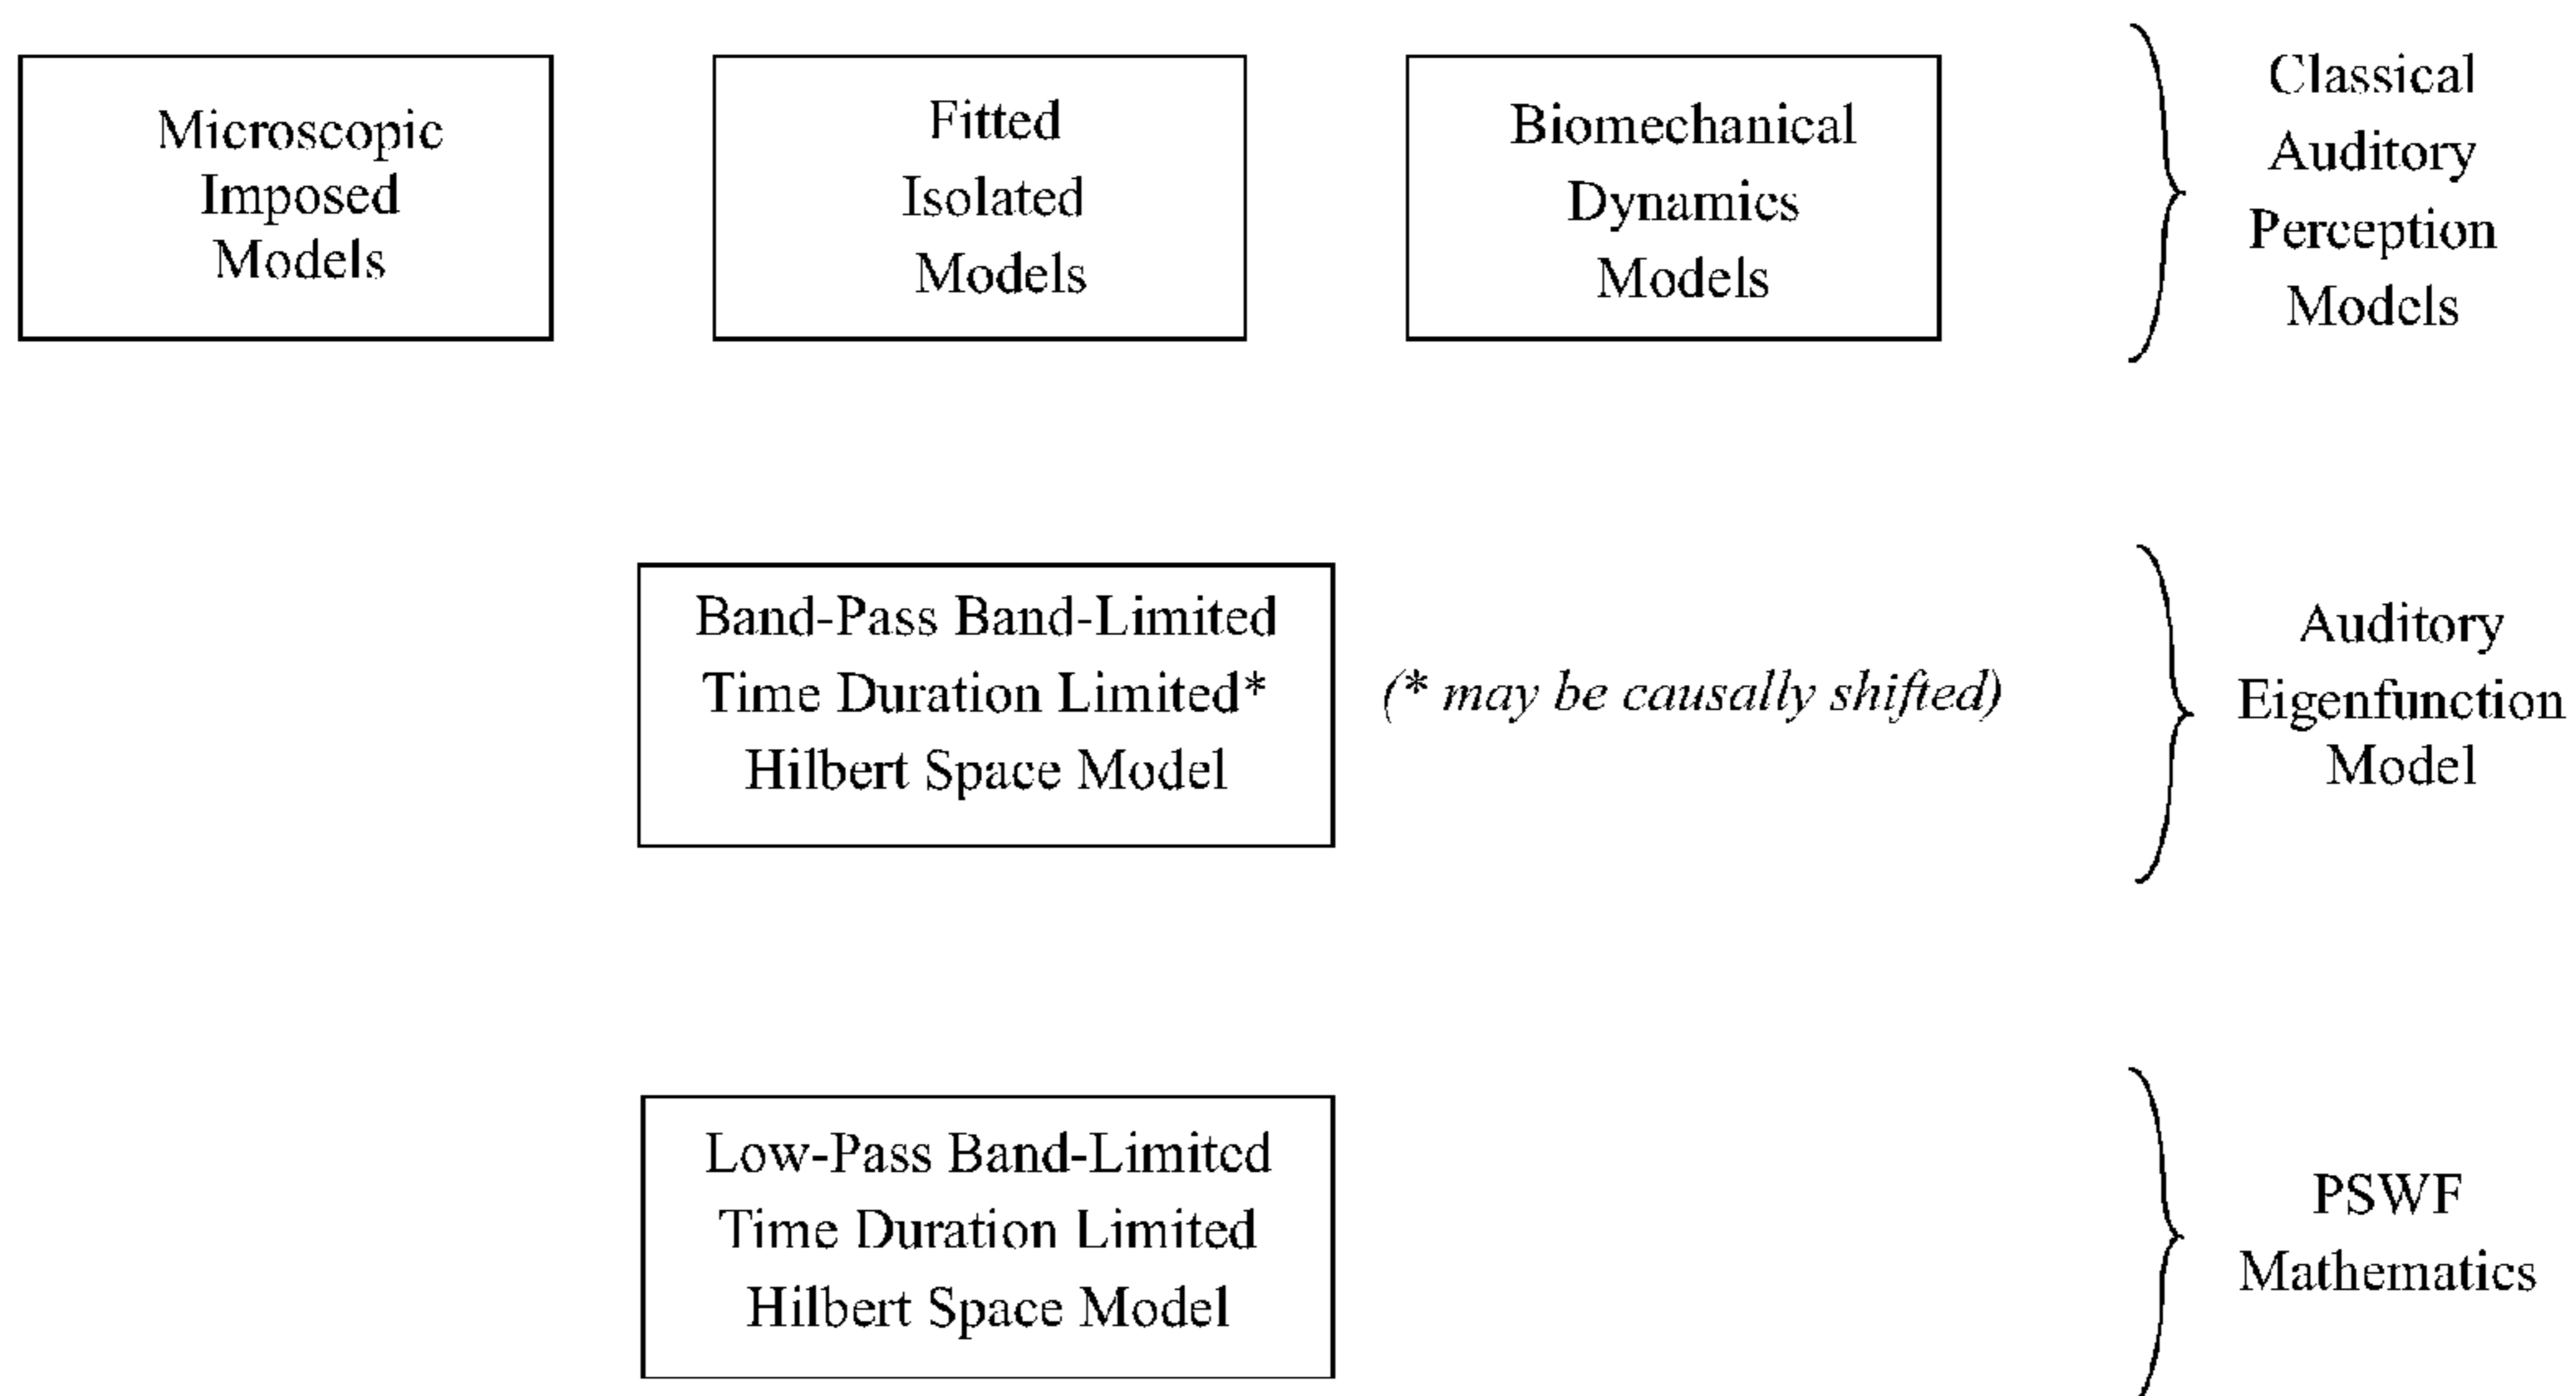 Microscopic
Imposed
Models
Fitted
Isolated
Models
Biomechanical
Dynamics
Models
Classical
Auditory
Perception
Models
Band-Pass Band-Limited
Time Duration Limited*
Hilbert Space Model
(* may be causally shifted)
Auditory
Eigenfunction
Model
Low-Pass Band-Limited
Time Duration Limited
Hilbert Space Model
PSWF
Mathematics